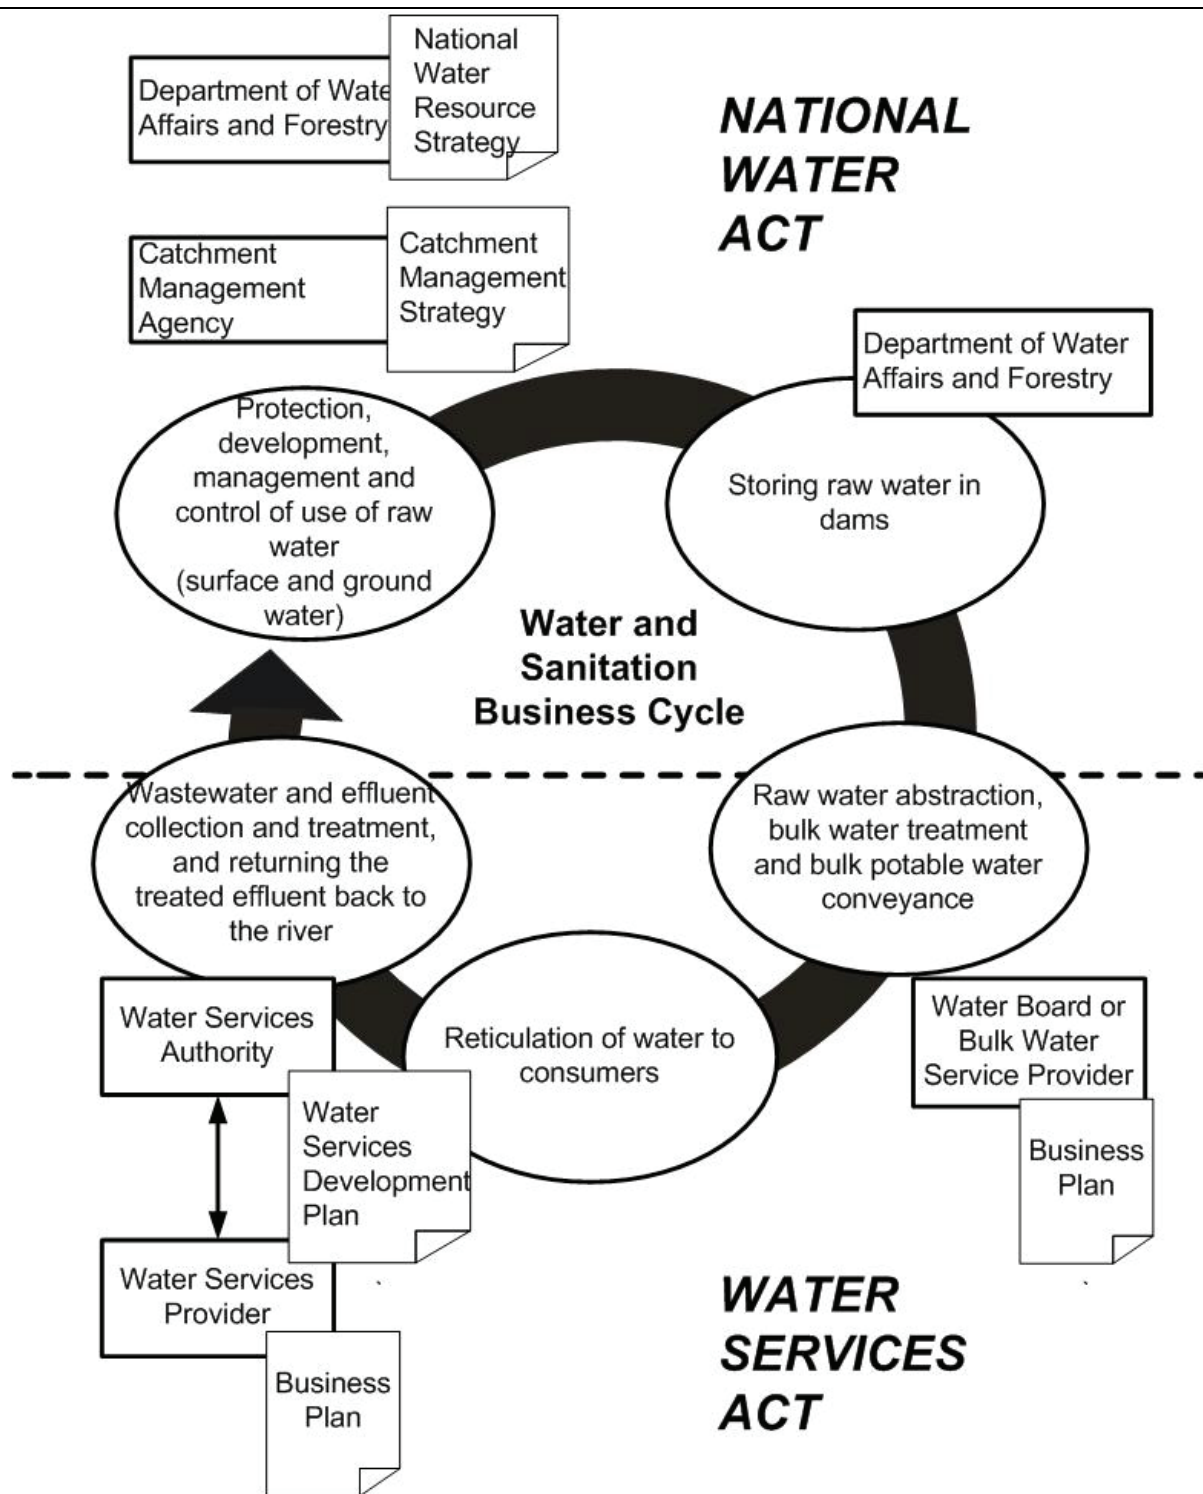 Department of Wate
Affairs and Forestry
National
Water
Resource
Strategy
NATIONAL
WATER
ACT
Catchment
Management
Agency
Catchment
Management
Strategy
Department of Water
Affairs and Forestry
Protection,
development,
management and
control of use of raw
water
(surface and ground
water)
Storing raw water in
dams
Water and
Sanitation
Business Cycle
Wastewater and effluent
collection and treatment,
and returning the
treated effluent back to
the river
Raw water abstraction,
bulk water treatment
and bulk potable water
conveyance
Reticulation of water to
consumers
Water Services
Authority
Water
Services
Development
Plan
Water Board or
Bulk Water
Service Provider
Business
Plan
Water Services
Provider
Business
Plan
WATER
SERVICES
ACT